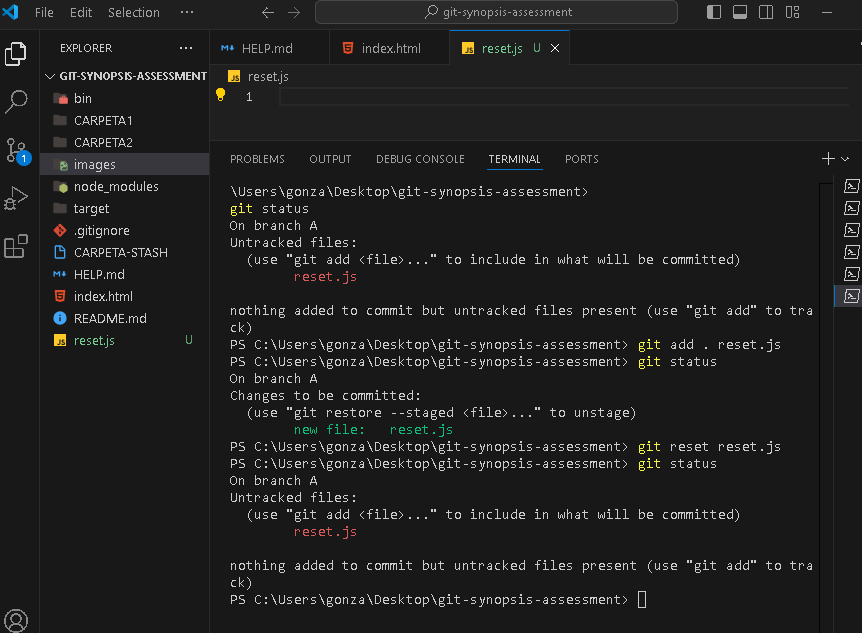 File Edit Selection ··· git-synopsis-assessment
EXPLORER ···
GIT-SYNOPSIS-ASSESSMENT
bin
CARPETA1
CARPETA2
images
node_modules
target
.gitignore
CARPETA-STASH
HELP.md
index.html
README.md
reset.js U
1
HELP.md index.html JS reset.js U
JS reset.js
1
PROBLEMS OUTPUT DEBUG CONSOLE TERMINAL PORTS
\Users\gonza\Desktop\git-synopsis-assessment>
git status
On branch A
Untracked files:
(use "git add <file>..." to include in what will be committed)
reset.js
nothing added to commit but untracked files present (use "git add" to tra
ck)
PS C:\Users\gonza\Desktop\git-synopsis-assessment> git add . reset.js
PS C:\Users\gonza\Desktop\git-synopsis-assessment> git status
On branch A
Changes to be committed:
(use "git restore --staged <file>..." to unstage)
new file: reset.js
PS C:\Users\gonza\Desktop\git-synopsis-assessment> git reset reset.js
PS C:\Users\gonza\Desktop\git-synopsis-assessment> git status
On branch A
Untracked files:
(use "git add <file>..." to include in what will be committed)
reset.js
nothing added to commit but untracked files present (use "git add" to tra
ck)
PS C:\Users\gonza\Desktop\git-synopsis-assessment>